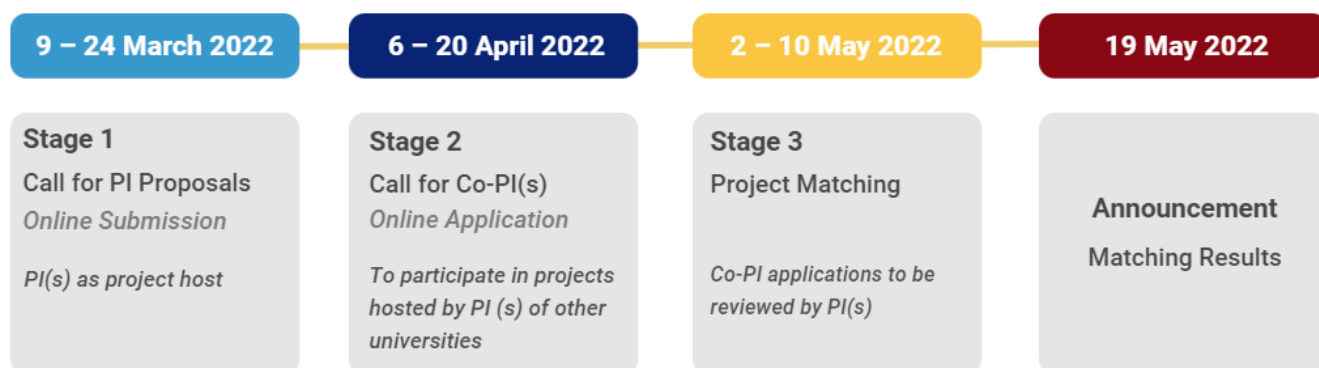 9 – 24 March 2022
6 – 20 April 2022
2 – 10 May 2022
19 May 2022
Stage 1
Call for PI Proposals
Online Submission
PI(s) as project host
Stage 2
Call for Co-PI(s)
Online Application
To participate in projects
hosted by PI (s) of other
universities
Stage 3
Project Matching
Co-PI applications to be
reviewed by PI(s)
Announcement
Matching Results